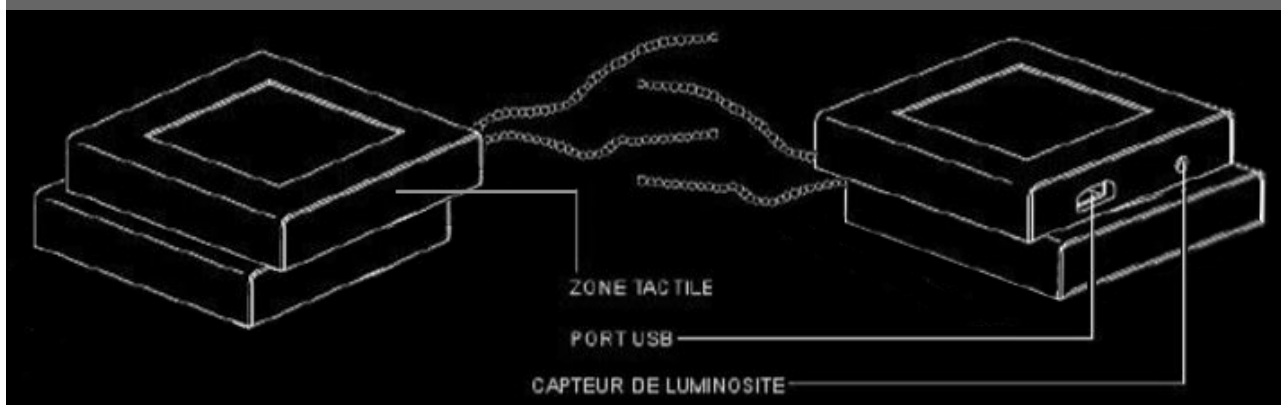 ZONE TACTILE
PORT USB
CAPTEUR DE LUMINOSITE